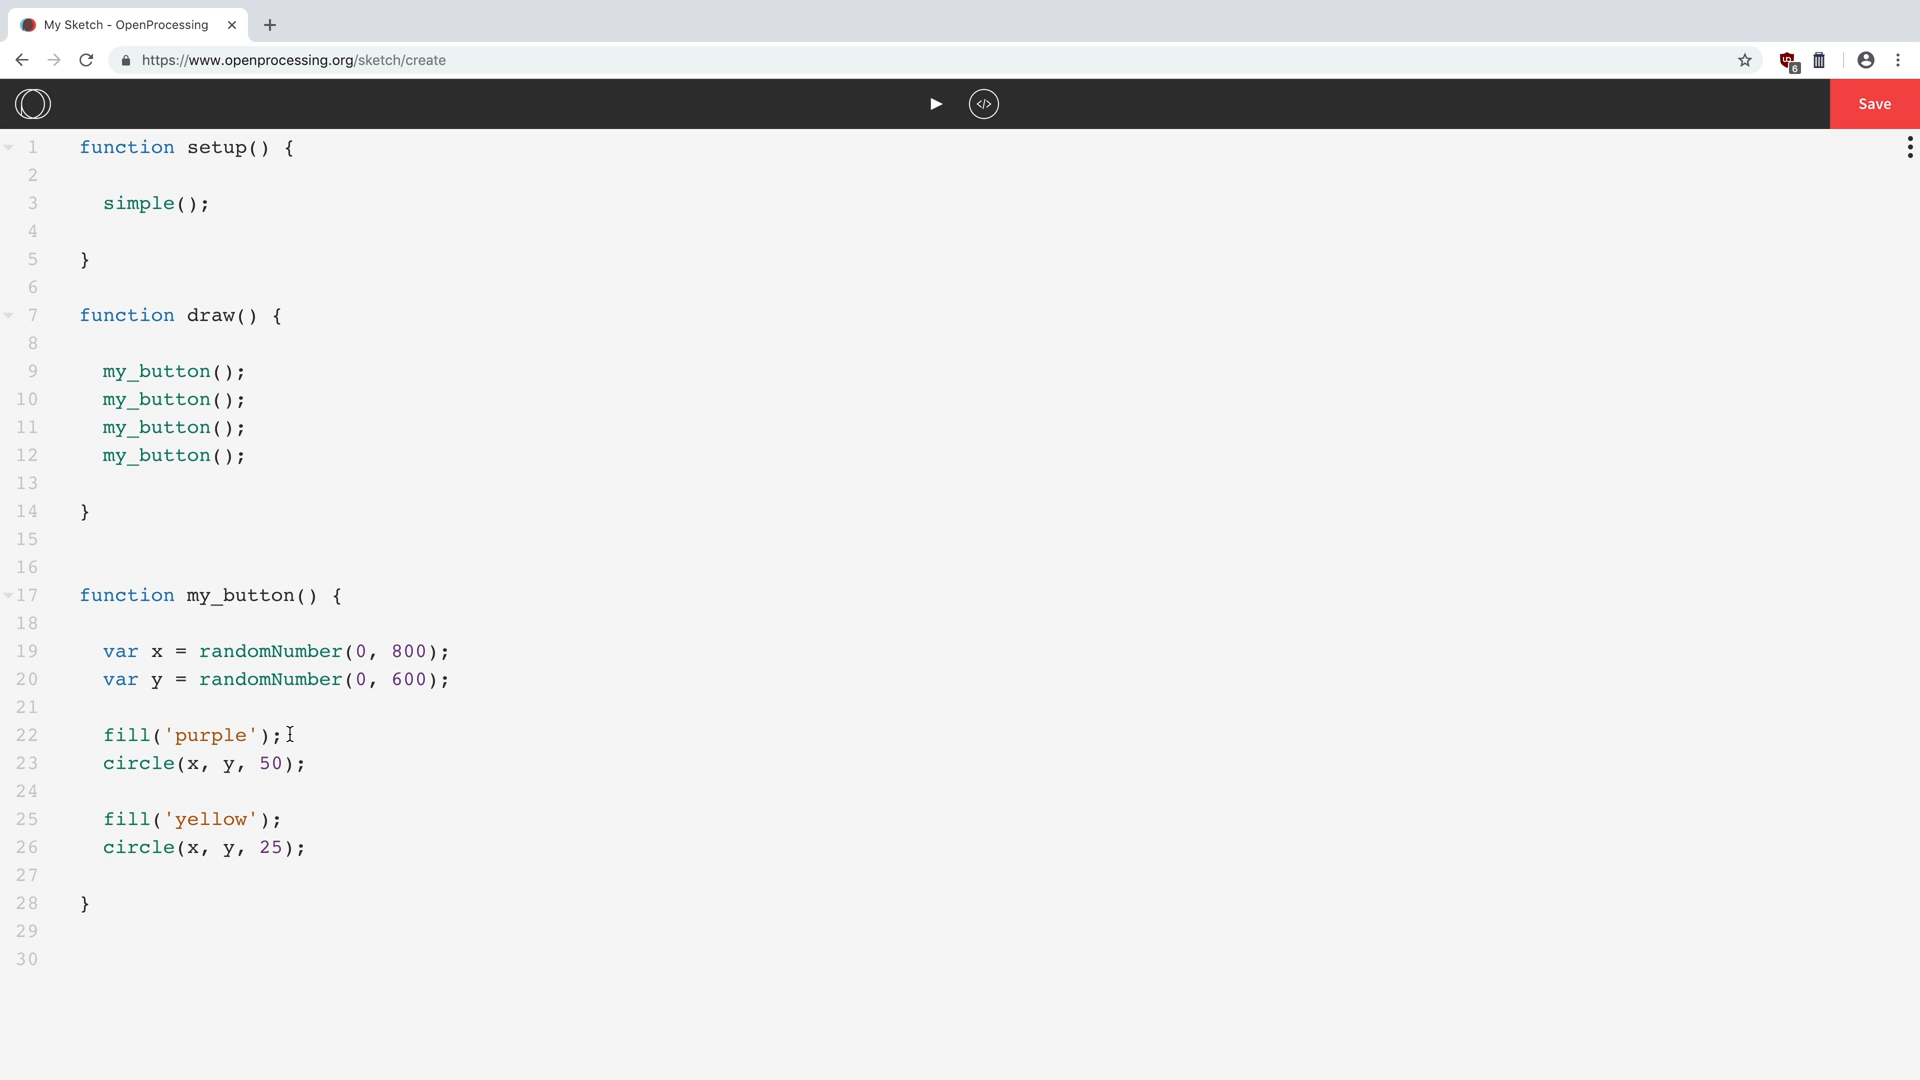 My Sketch - OpenProcessing
https://www.openprocessing.org/sketch/create
6
</>
Save
1 function setup() {
2
3 simple();
4
5 }
6
7 function draw() {
8
9 my_button();
10 my_button();
11 my_button();
12 my_button();
13
14 }
15
16
17 function my_button() {
18
19 var x = randomNumber(0, 800);
20 var y = randomNumber(0, 600);
21
22 fill('purple');
23 circle(x, y, 50);
24
25 fill('yellow');
26 circle(x, y, 25);
27
28 }
29
30